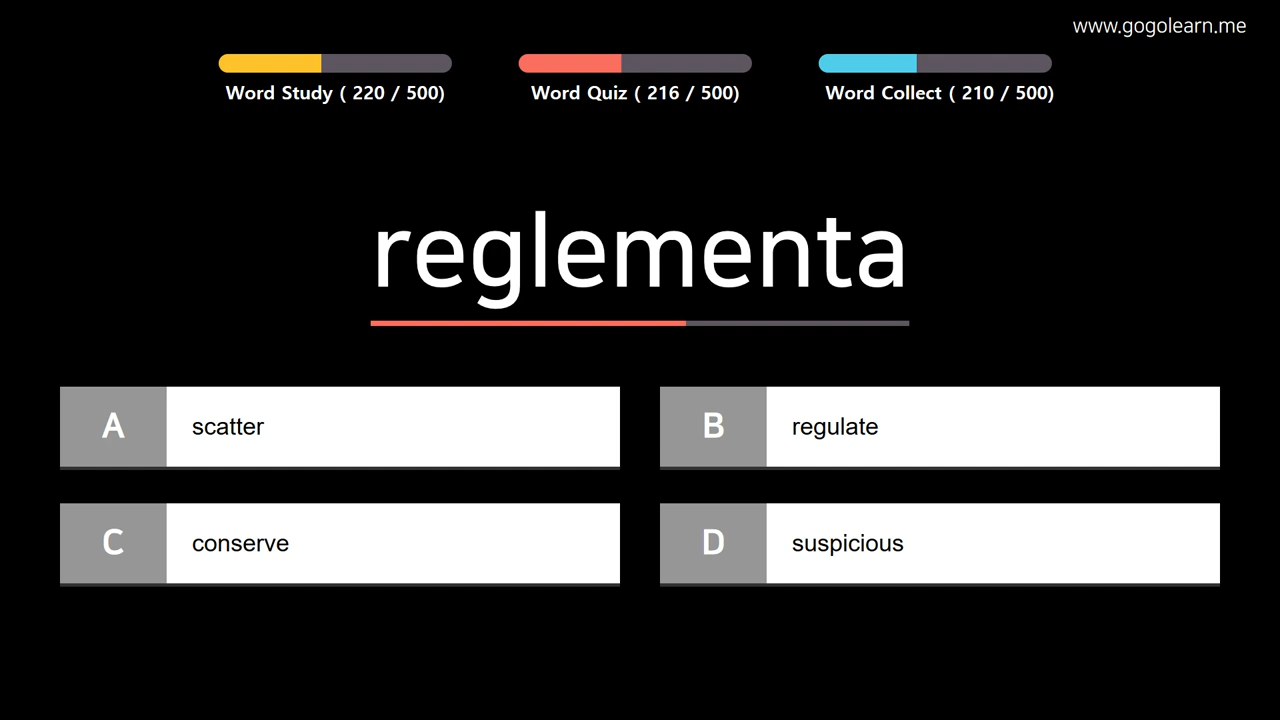 www.gogolearn.me
Word Study ( 220 / 500)
Word Quiz ( 216 / 500)
Word Collect ( 210 / 500)
reglementa
A scatter
B regulate
C conserve
D suspicious